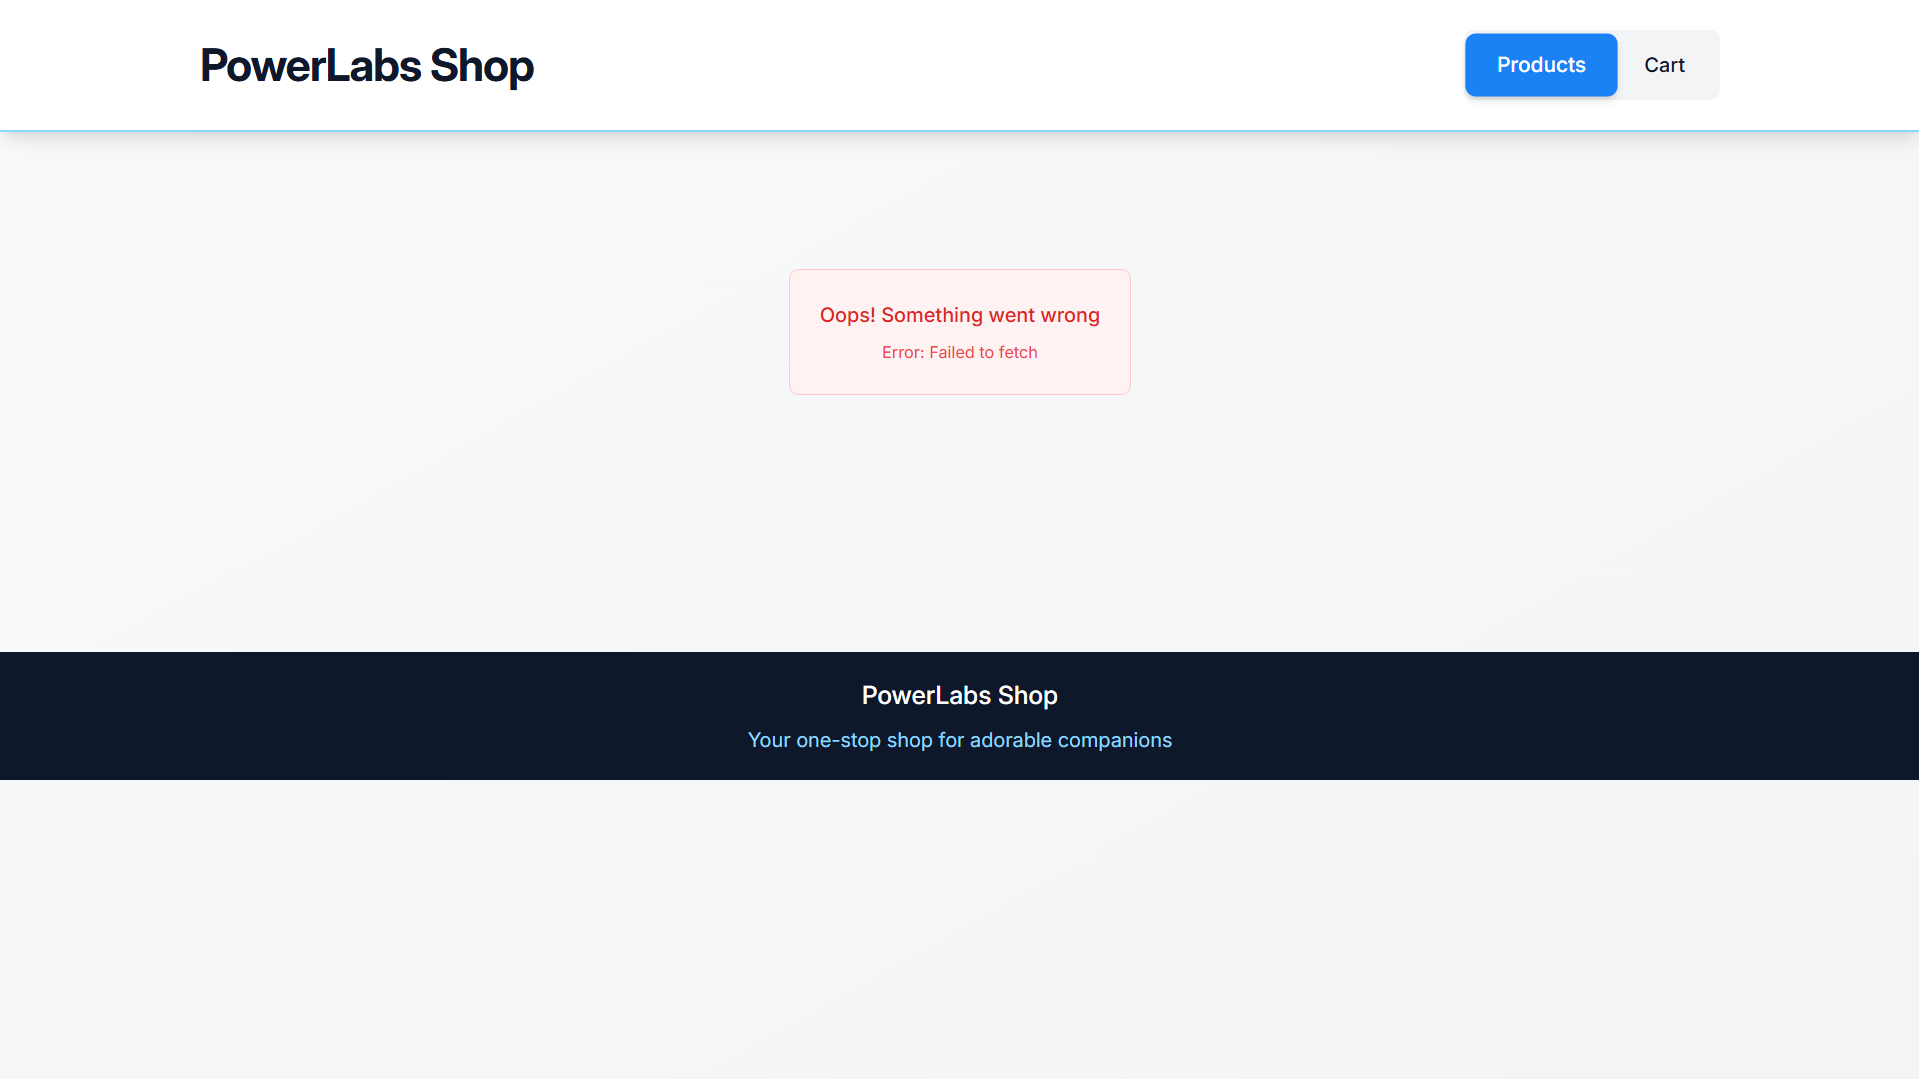 PowerLabs Shop
Products
Cart
Oops! Something went wrong
Error: Failed to fetch
PowerLabs Shop
Your one-stop shop for adorable companions